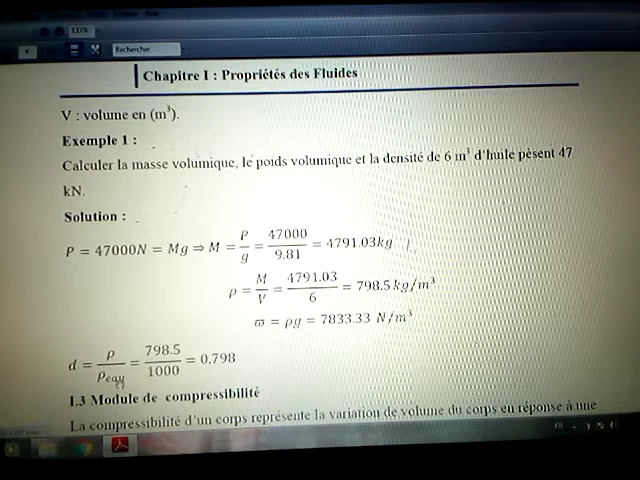 133%
6
Rechercher
Chapitre I : Propriétés des Fluides
V : volume en (m³).
Exemple 1 :
Calculer la masse volumique, le poids volumique et la densité de 6 m³ d'huile pèsent 47
kN.
Solution :
P = 47000N = Mg ⇒ M = P/g = 47000/9.81 = 4791.03kg
ρ = M/V = 4791.03/6 = 798.5 kg/m³
ϖ = ρg = 7833.33 N/m³
d = ρ/ρeau = 798.5/1000 = 0.798
I.3 Module de compressibilité
La compressibilité d'un corps représente la variation de volume du corps en réponse à une
FR